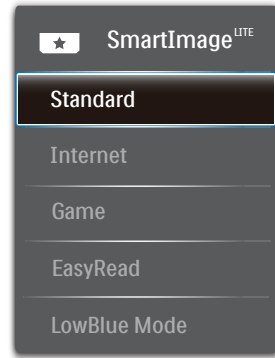 SmartImage LITE
Standard
Internet
Game
EasyRead
LowBlue Mode